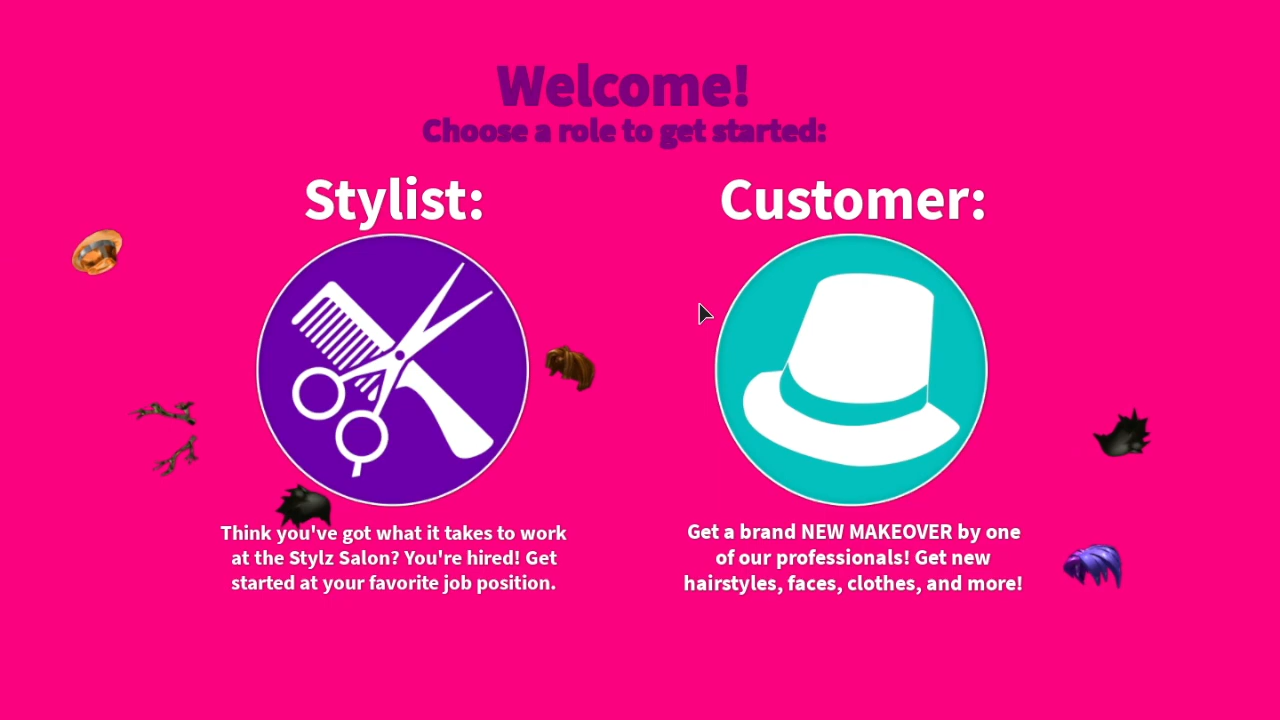 Welcome!
Choose a role to get started:
Stylist:
Customer:
Think you've got what it takes to work
at the Stylz Salon? You're hired! Get
started at your favorite job position.
Get a brand NEW MAKEOVER by one
of our professionals! Get new
hairstyles, faces, clothes, and more!